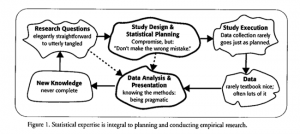 Research Questions
elegantly straightforward
to utterly tangled
Study Design &
Statistical Planning
Compromise, but:
"Don't make the wrong mistake."
Study Execution
Data collection rarely
goes just as planned.
New Knowledge
never complete
Data Analysis &
Presentation
knowing the methods:
being pragmatic
Data
rarely textbook nice;
often lots of it
Figure 1. Statistical expertise is integral to planning and conducting empirical research.